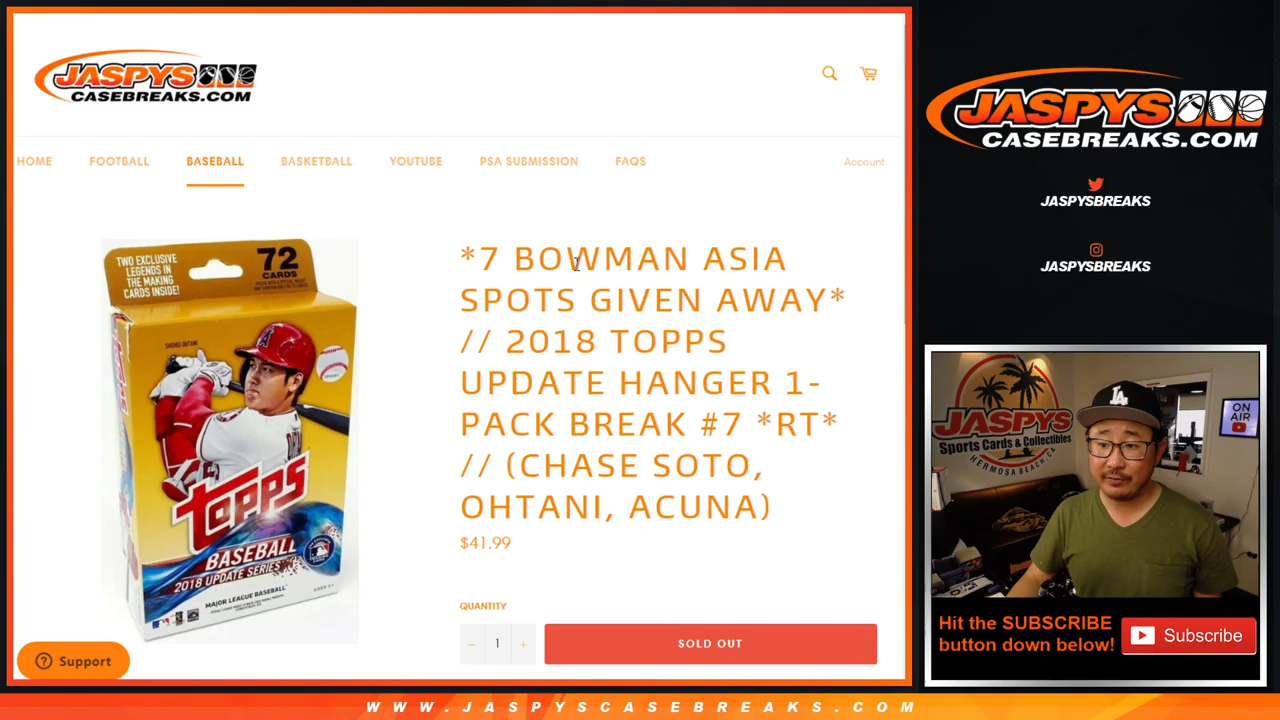 JASPYS
CASEBREAKS.COM
HOME
FOOTBALL
BASEBALL
BASKETBALL
YOUTUBE
PSA SUBMISSION
FAQS
Account
TWO EXCLUSIVE
LEGENDS IN
THE MAKING
CARDS INSIDE!
72
CARDS
SHOHEI OHTANI
topps
BASEBALL
2018 UPDATE SERIES
MAJOR LEAGUE BASEBALL
*7 BOWMAN ASIA
SPOTS GIVEN AWAY*
// 2018 TOPPS
UPDATE HANGER 1-
PACK BREAK #7 *RT*
// (CHASE SOTO,
OHTANI, ACUNA)
$41.99
QUANTITY
− 1 +
SOLD OUT
Support
JASPYS
CASEBREAKS.COM
JASPYSBREAKS
JASPYSBREAKS
JASPYS
Sports Cards & Collectibles
HERMOSA BEACH, CA
LA
ON
AIR
Hit the SUBSCRIBE
button down below!
Subscribe
WWW.JASPYSCASEBREAKS.COM